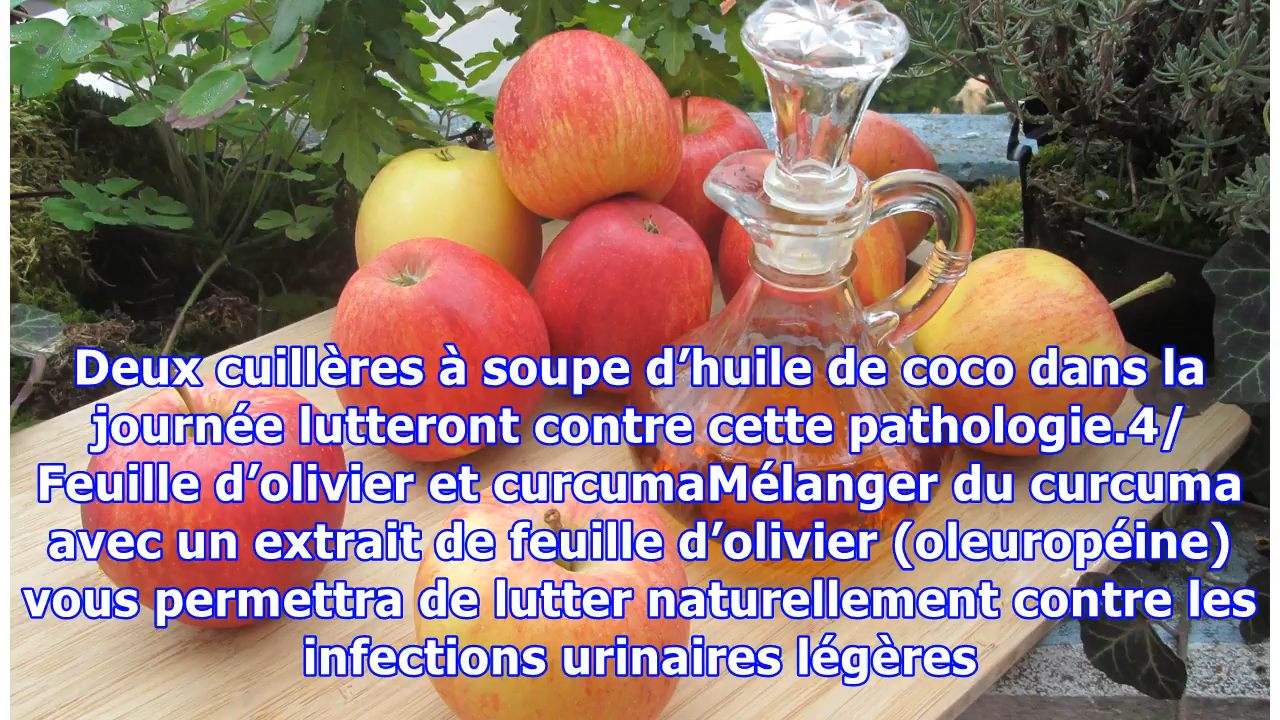 Deux cuillères à soupe d’huile de coco dans la
journée lutteront contre cette pathologie.4/
Feuille d’olivier et curcumaMélanger du curcuma
avec un extrait de feuille d’olivier (oleuropéine)
vous permettra de lutter naturellement contre les
infections urinaires légères